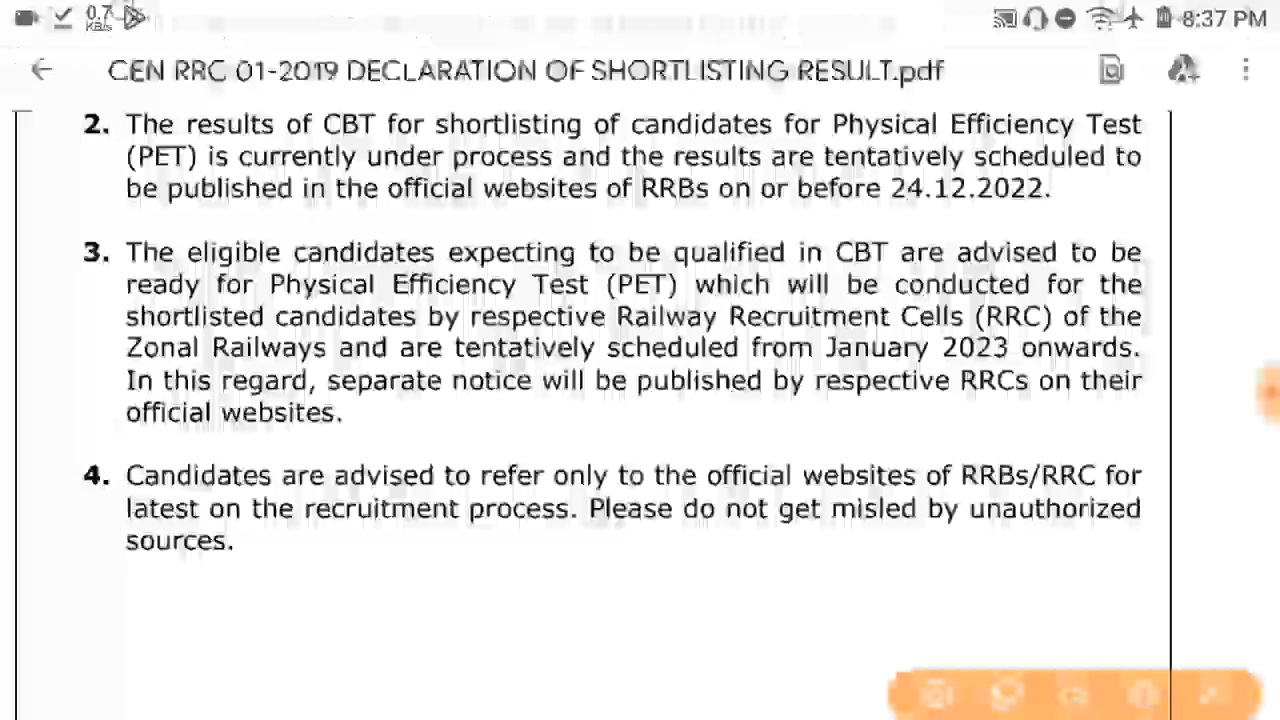 0.7 KB/s 8:37 PM
CEN RRC 01-2019 DECLARATION OF SHORTLISTING RESULT.pdf
2. The results of CBT for shortlisting of candidates for Physical Efficiency Test
(PET) is currently under process and the results are tentatively scheduled to
be published in the official websites of RRBs on or before 24.12.2022.
3. The eligible candidates expecting to be qualified in CBT are advised to be
ready for Physical Efficiency Test (PET) which will be conducted for the
shortlisted candidates by respective Railway Recruitment Cells (RRC) of the
Zonal Railways and are tentatively scheduled from January 2023 onwards.
In this regard, separate notice will be published by respective RRCs on their
official websites.
4. Candidates are advised to refer only to the official websites of RRBs/RRC for
latest on the recruitment process. Please do not get misled by unauthorized
sources.